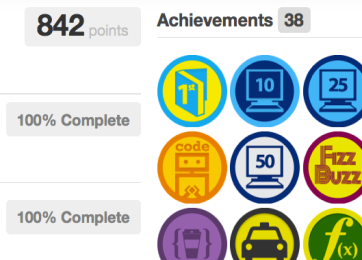 842 points
Achievements 38
1st
10
25
100% Complete
code
50
Fizz
Buzz
100% Complete
{ }
f(x)